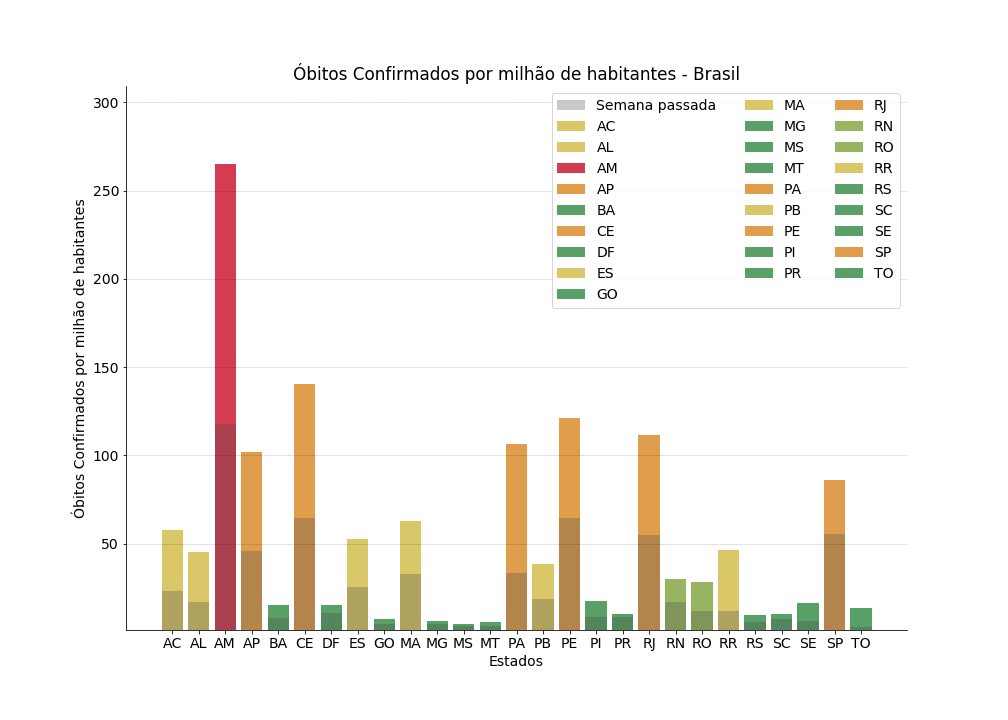 Óbitos Confirmados por milhão de habitantes - Brasil
Óbitos Confirmados por milhão de habitantes
300
250
200
150
100
50
Semana passada
AC
AL
AM
AP
BA
CE
DF
ES
GO
MA
MG
MS
MT
PA
PB
PE
PI
PR
RJ
RN
RO
RR
RS
SC
SE
SP
TO
AC AL AM AP BA CE DF ES GO MA MG MS MT PA PB PE PI PR RJ RN RO RR RS SC SE SP TO
Estados